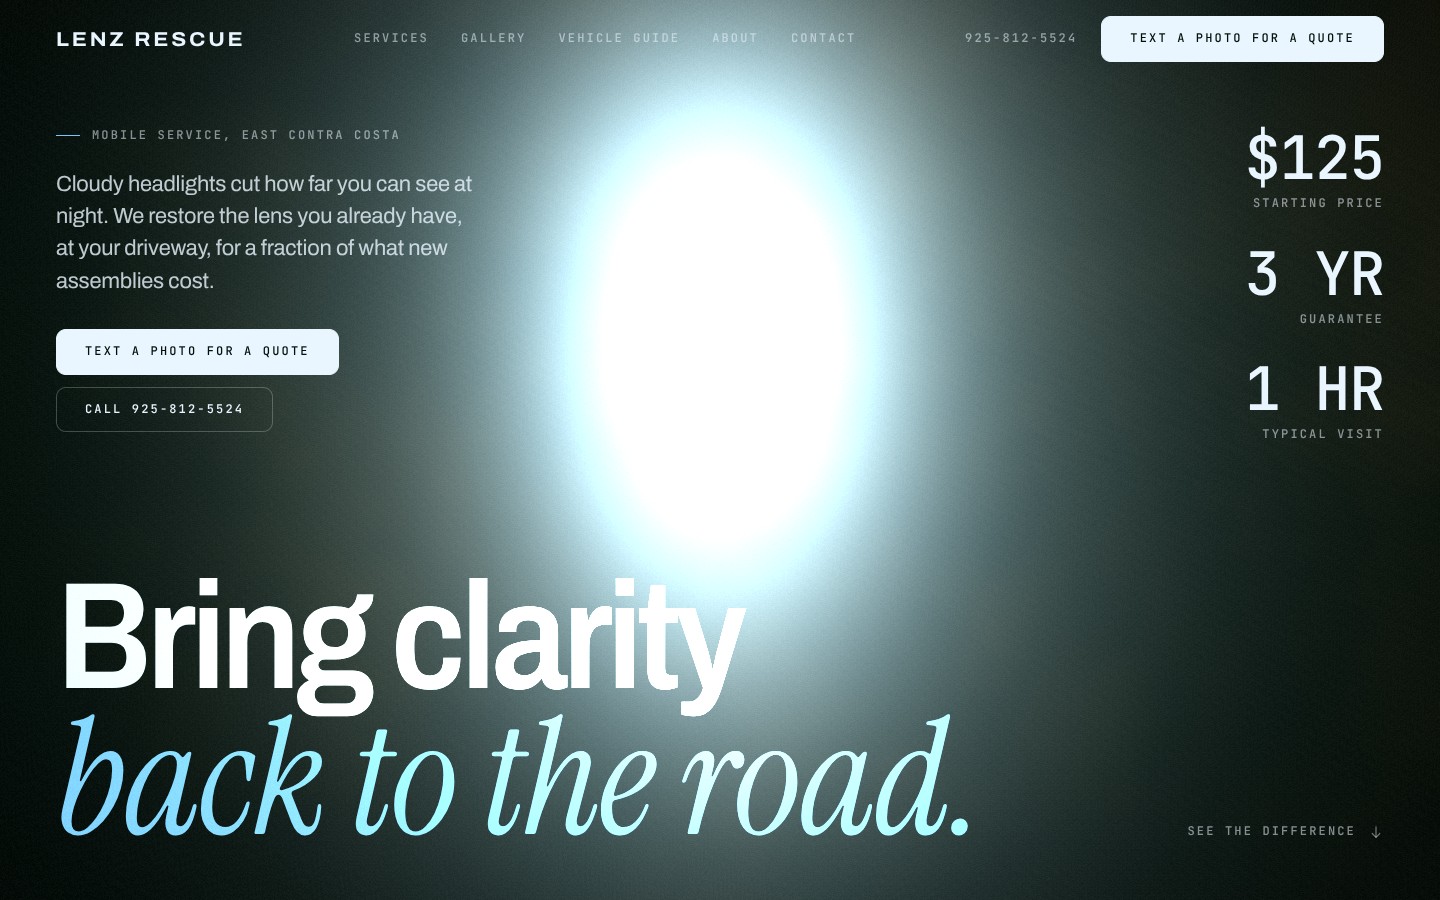 LENZ RESCUE
SERVICES
GALLERY
VEHICLE GUIDE
ABOUT
CONTACT
925-812-5524
TEXT A PHOTO FOR A QUOTE
MOBILE SERVICE, EAST CONTRA COSTA
Cloudy headlights cut how far you can see at
night. We restore the lens you already have,
at your driveway, for a fraction of what new
assemblies cost.
TEXT A PHOTO FOR A QUOTE
CALL 925-812-5524
$125
STARTING PRICE
3 YR
GUARANTEE
1 HR
TYPICAL VISIT
Bring clarity
back to the road.
SEE THE DIFFERENCE ↓